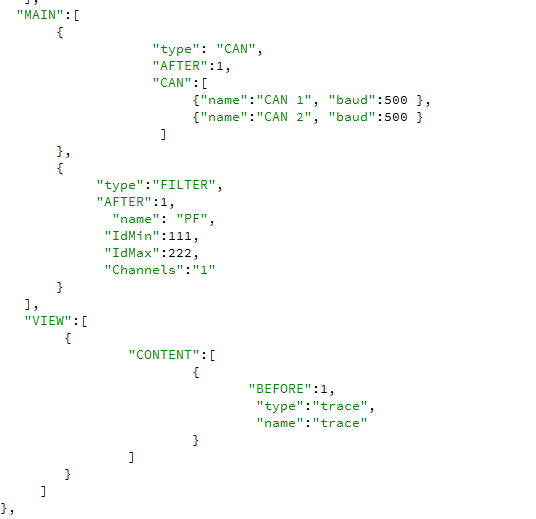 ],
"MAIN":[
{
"type": "CAN",
"AFTER":1,
"CAN":[
{"name":"CAN 1", "baud":500 },
{"name":"CAN 2", "baud":500 }
]
},
{
"type":"FILTER",
"AFTER":1,
"name": "PF",
"IdMin":111,
"IdMax":222,
"Channels":"1"
}
],
"VIEW":[
{
"CONTENT":[
{
"BEFORE":1,
"type":"trace",
"name":"trace"
}
]
}
]
},